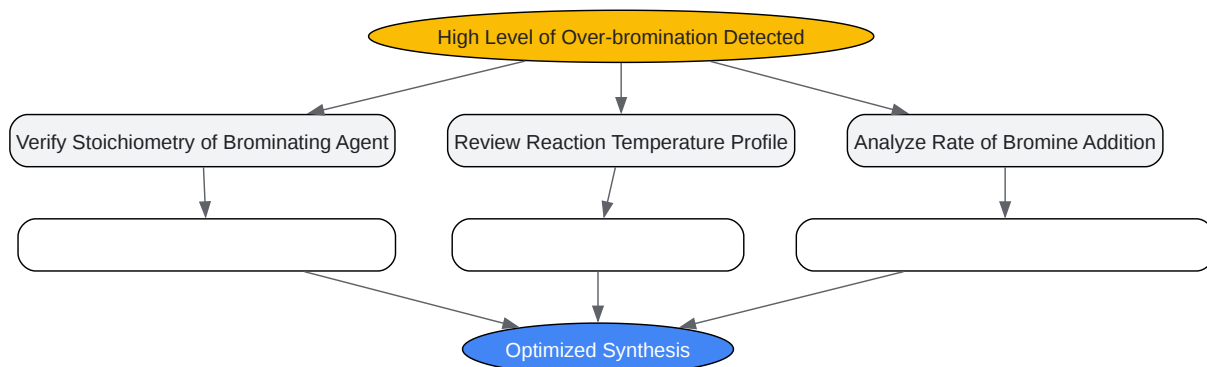 High Level of Over-bromination Detected
Verify Stoichiometry of Brominating Agent
Review Reaction Temperature Profile
Analyze Rate of Bromine Addition
Optimized Synthesis